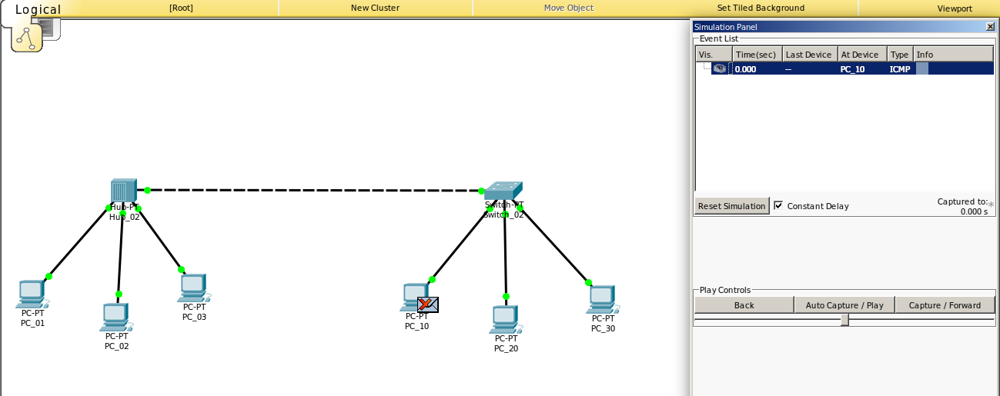 Logical
[Root]
New Cluster
Move Object
Set Tiled Background
Viewport
Simulation Panel
Event List
Vis. Time(sec) Last Device At Device Type Info
0.000 -- PC_10 ICMP
Reset Simulation
Constant Delay
Captured to:
0.000 s
*
Play Controls
Back
Auto Capture / Play
Capture / Forward
Hub-PT
Hub_02
Switch-PT
Switch_02
PC-PT
PC_01
PC-PT
PC_02
PC-PT
PC_03
PC-PT
PC_10
PC-PT
PC_20
PC-PT
PC_30